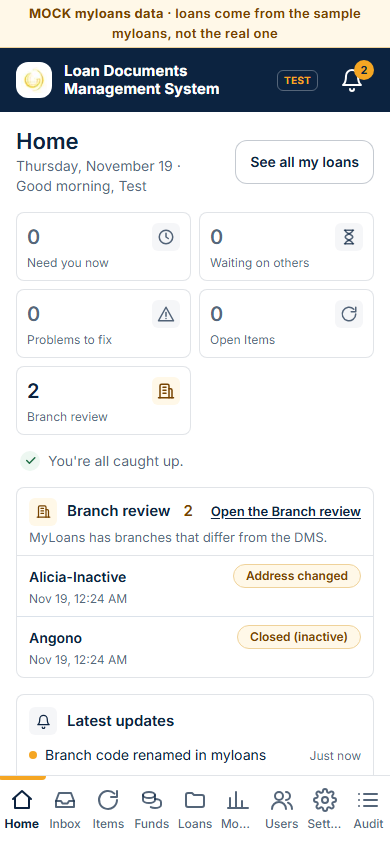 MOCK myloans data · loans come from the sample
myloans, not the real one
Loan Documents
Management System
TEST
2
Home
Thursday, November 19 ·
Good morning, Test
See all my loans
0
Need you now
0
Waiting on others
0
Problems to fix
0
Open Items
2
Branch review
You're all caught up.
Branch review 2 Open the Branch review
MyLoans has branches that differ from the DMS.
Alicia-Inactive
Address changed
Nov 19, 12:24 AM
Angono
Closed (inactive)
Nov 19, 12:24 AM
Latest updates
Branch code renamed in myloans Just now
Home Inbox Items Funds Loans Mo... Users Sett... Audit